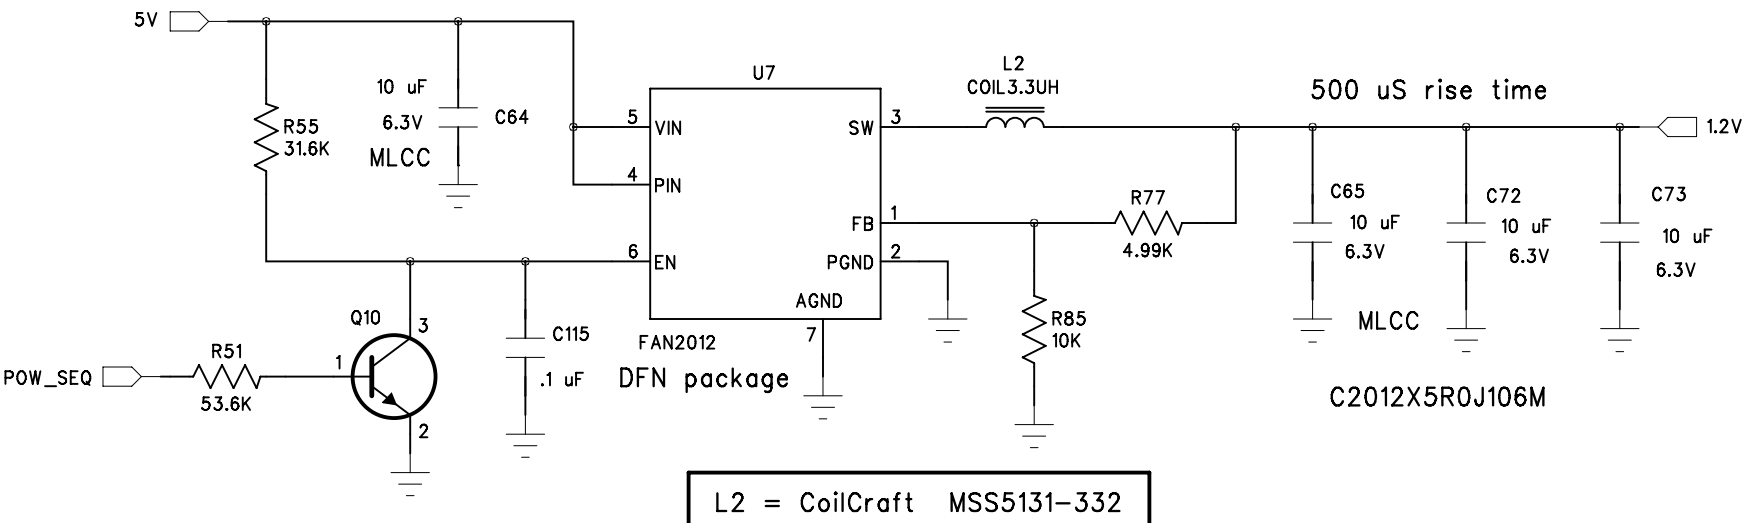 5V
U7
L2
COIL3.3UH
500 uS rise time
10 uF
6.3V
MLCC
C64
R55
31.6K
5
VIN
4
PIN
6
EN
SW
3
FB
1
PGND
2
AGND
7
1.2V
R77
4.99K
C65
10 uF
6.3V
C72
10 uF
6.3V
C73
10 uF
6.3V
MLCC
C2012X5R0J106M
R85
10K
FAN2012
DFN package
C115
.1 uF
Q10
3
1
2
R51
53.6K
POW_SEQ
L2 = CoilCraft MSS5131-332